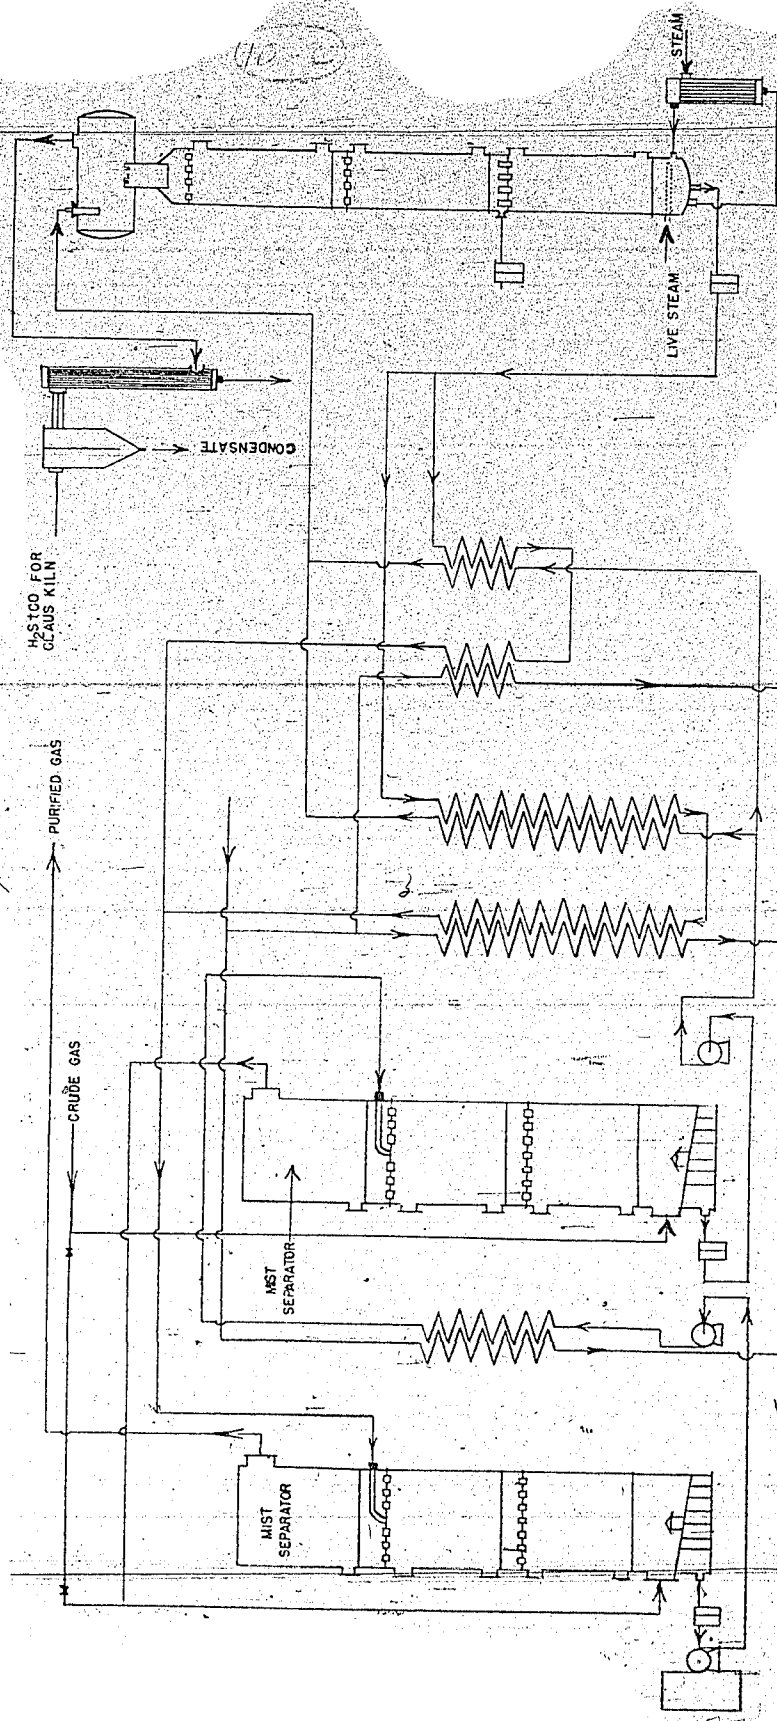 STEAM
LIVE STEAM
CONDENSATE
H2S+CO FOR
CLAUS KILN
PURIFIED GAS
CRUDE GAS
MIST
SEPARATOR
MIST
SEPARATOR